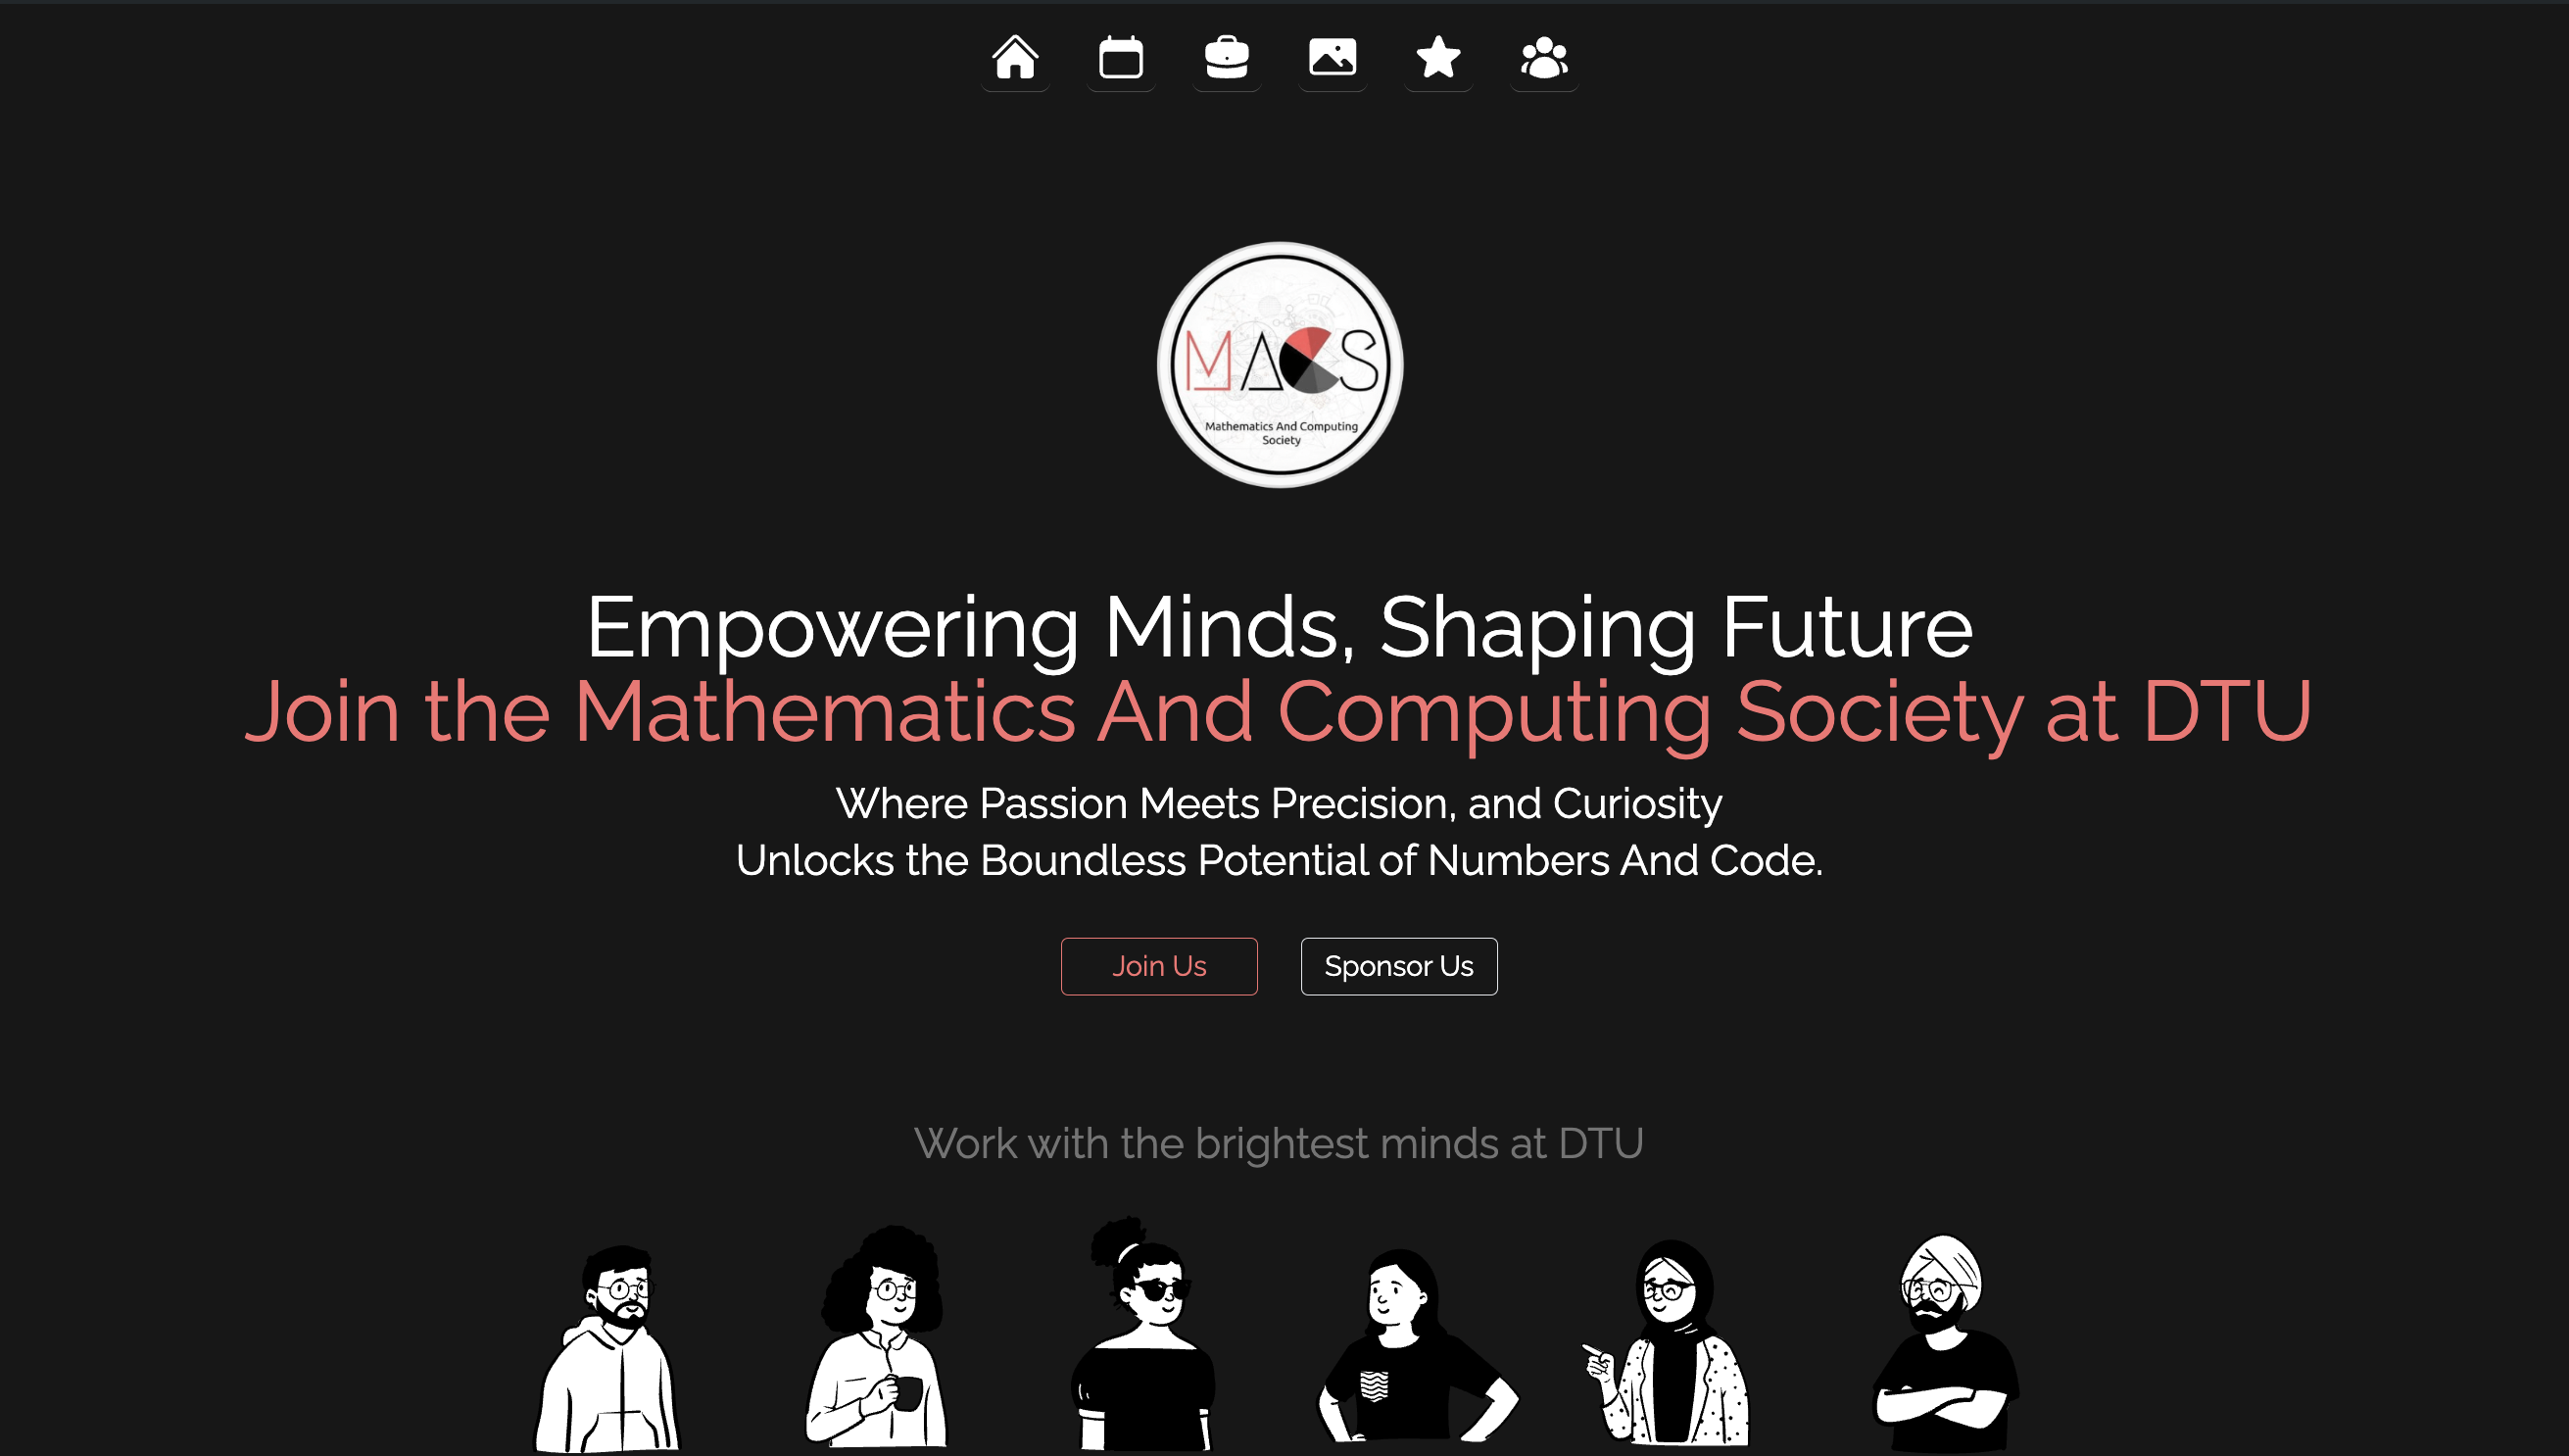 MACS
Mathematics And Computing
Society
Empowering Minds, Shaping Future
Join the Mathematics And Computing Society at DTU
Where Passion Meets Precision, and Curiosity
Unlocks the Boundless Potential of Numbers And Code.
Join Us
Sponsor Us
Work with the brightest minds at DTU